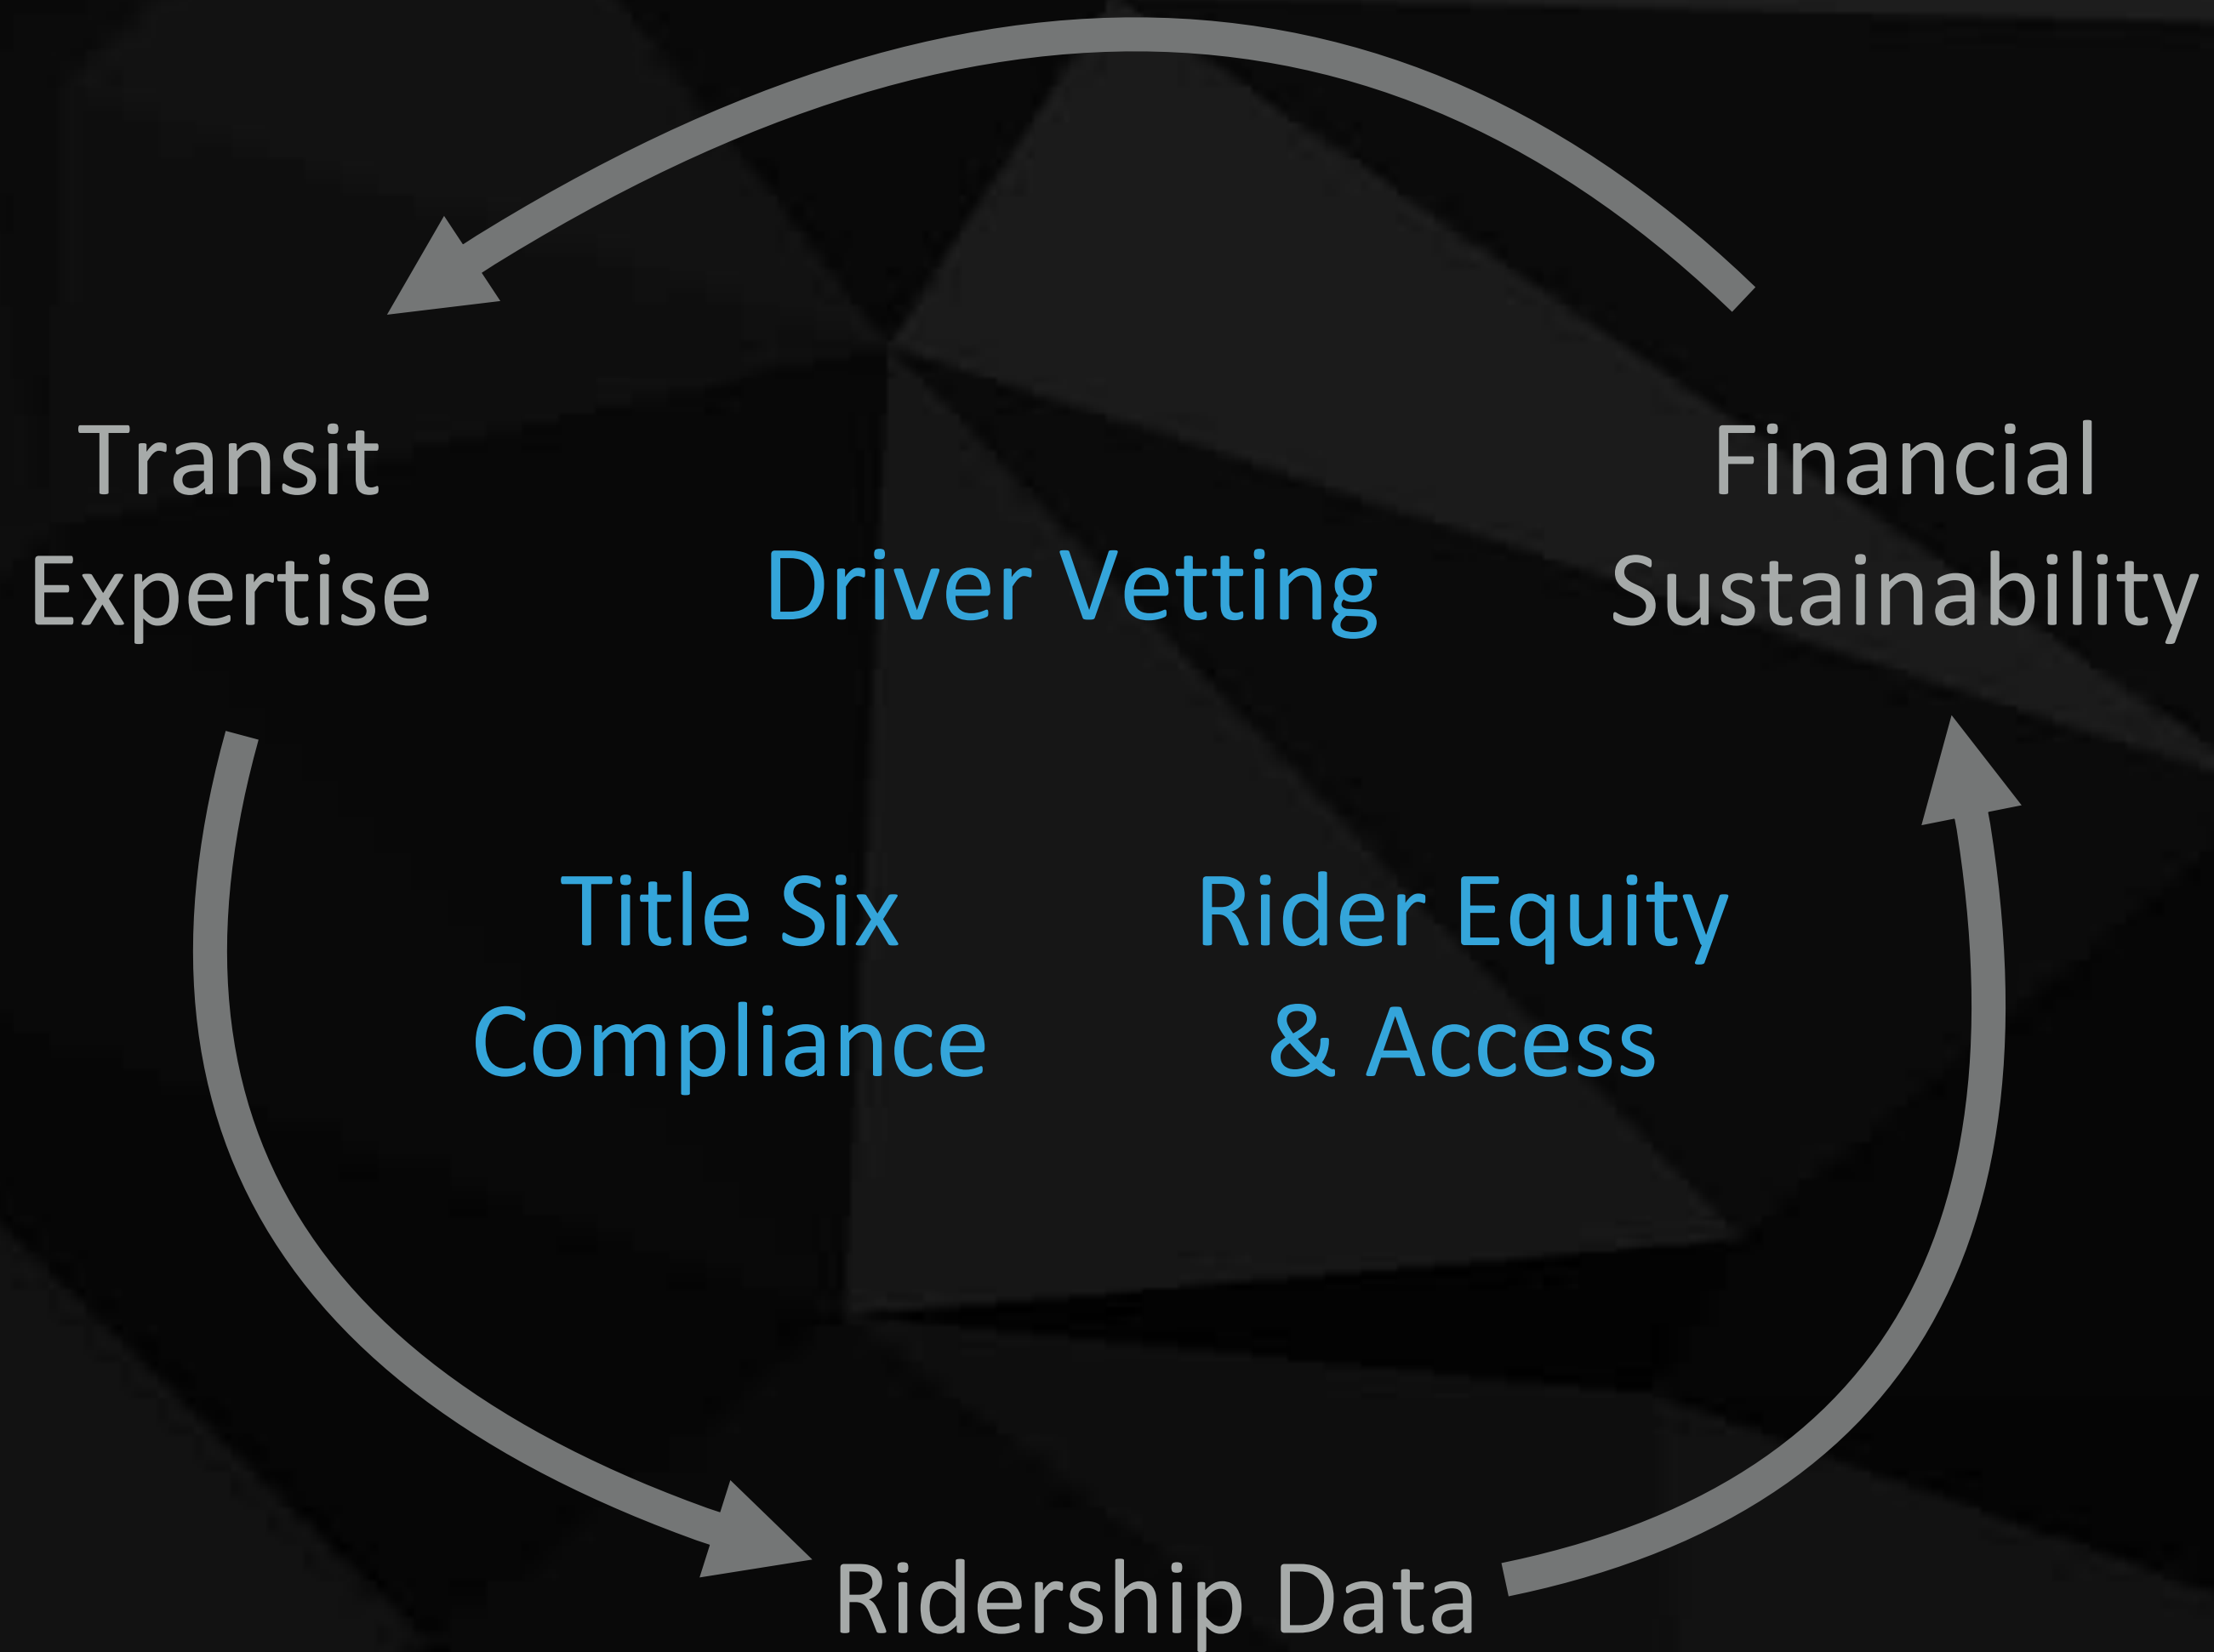 Transit
Expertise
Driver Vetting
Financial
Sustainability
Title Six
Compliance
Rider Equity
& Access
Ridership Data